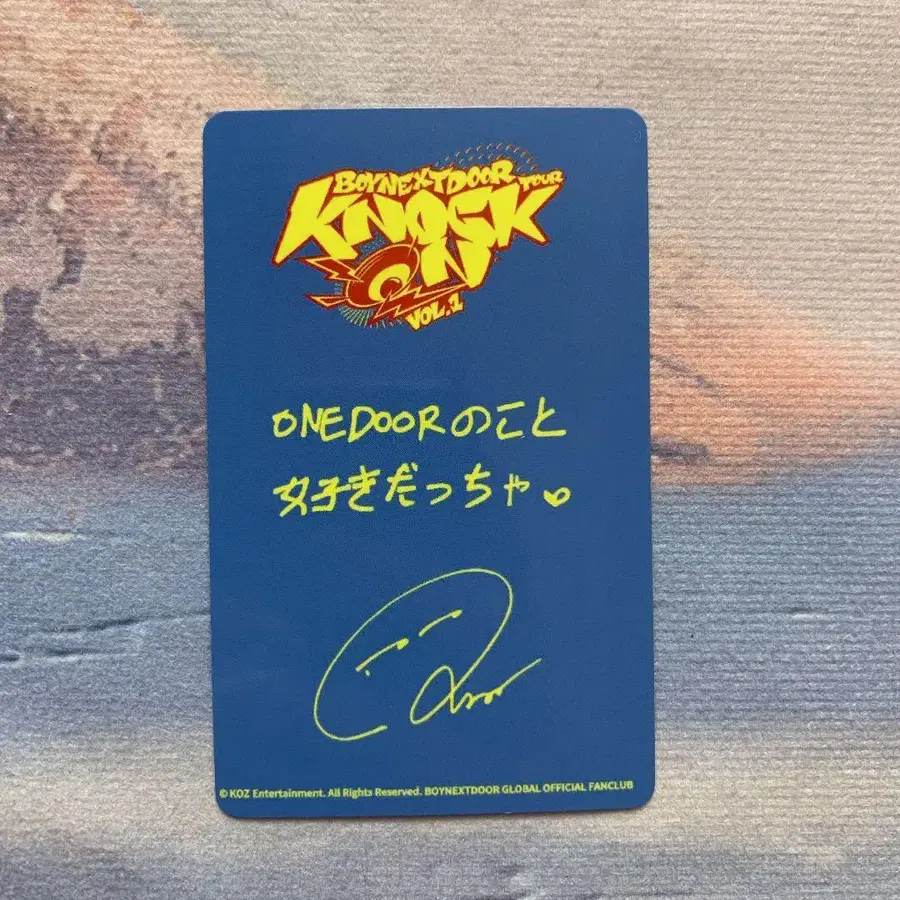 BOYNEXTDOOR TOUR
KNOCK
ON
VOL.1
ONEDOORのこと
好きだっちゃ♥
© KOZ Entertainment. All Rights Reserved. BOYNEXTDOOR GLOBAL OFFICIAL FANCLUB